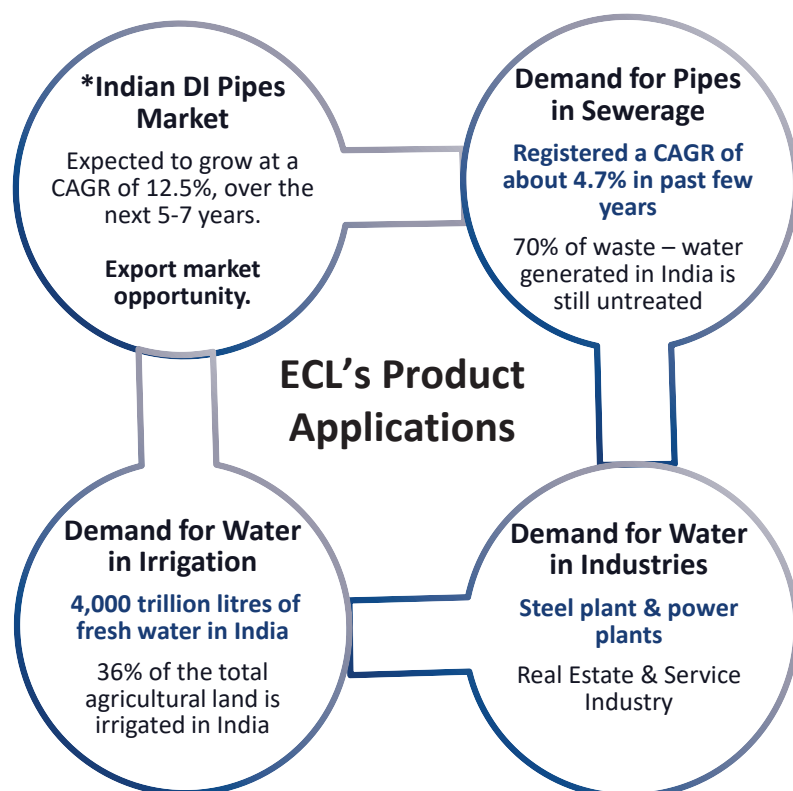 *Indian DI Pipes
Market
Expected to grow at a
CAGR of 12.5%, over the
next 5-7 years.
Export market
opportunity.
Demand for Pipes
in Sewerage
Registered a CAGR of
about 4.7% in past few
years
70% of waste – water
generated in India is
still untreated
ECL’s Product
Applications
Demand for Water
in Irrigation
4,000 trillion litres of
fresh water in India
36% of the total
agricultural land is
irrigated in India
Demand for Water
in Industries
Steel plant & power
plants
Real Estate & Service
Industry